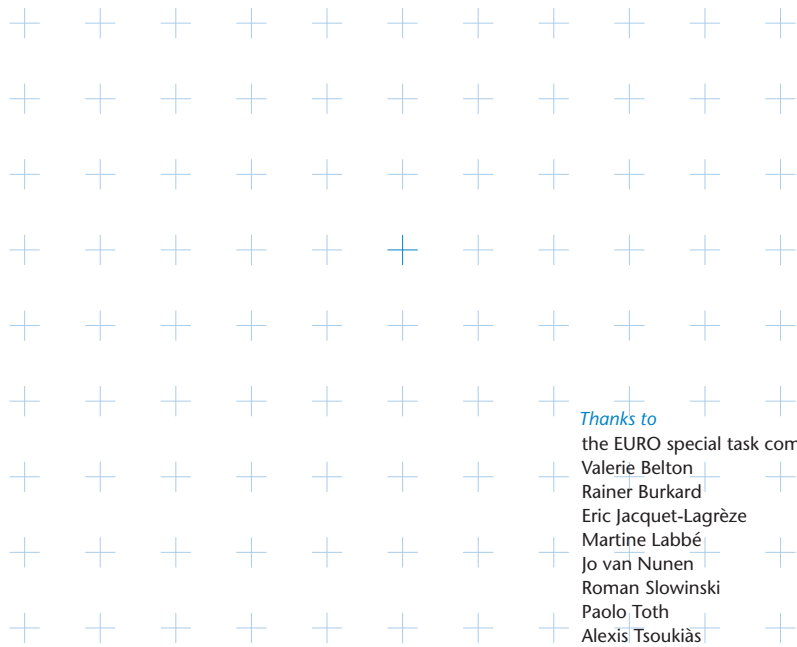 Thanks to
the EURO special task com
Valerie Belton
Rainer Burkard
Eric Jacquet-Lagrèze
Martine Labbé
Jo van Nunen
Roman Slowinski
Paolo Toth
Alexis Tsoukiàs